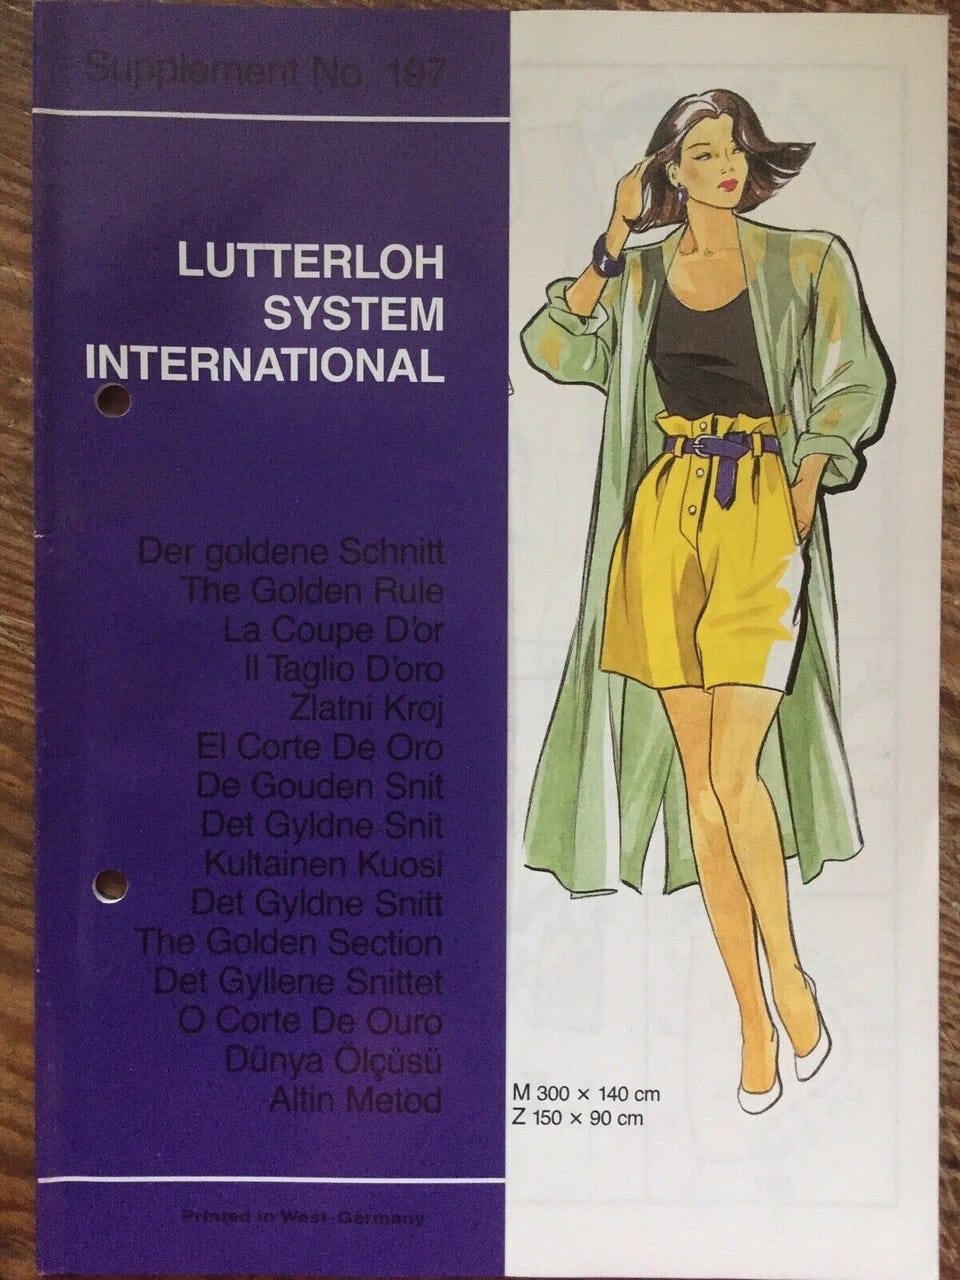 Supplement No. 197
LUTTERLOH
SYSTEM
INTERNATIONAL
Der goldene Schnitt
The Golden Rule
La Coupe D'or
Il Taglio D'oro
Zlatni Kroj
El Corte De Oro
De Gouden Snit
Det Gyldne Snit
Kultainen Kuosi
Det Gyldne Snitt
The Golden Section
Det Gyllene Snittet
O Corte De Ouro
Dünya Ölçüsü
Altin Metod
Printed in West-Germany
M 300 × 140 cm
Z 150 × 90 cm